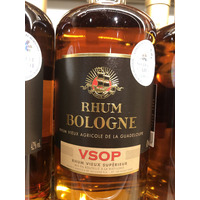 RHUM
BOLOGNE
RHUM VIEUX AGRICOLE DE LA GUADELOUPE
VSOP
RHUM VIEUX SUPÉRIEUR